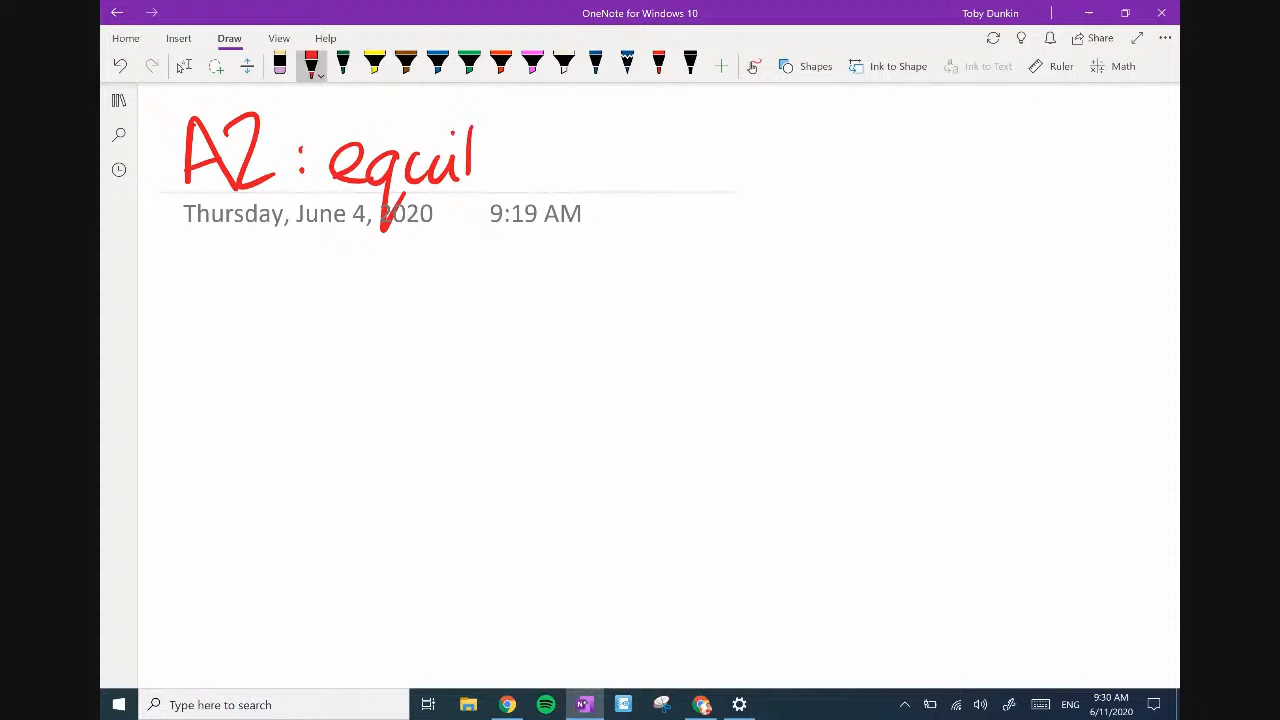 OneNote for Windows 10
Toby Dunkin
Home Insert Draw View Help
Share
Shapes Ink to Shape Ink to Text Ruler Math
A2 : equil
Thursday, June 4, 2020 9:19 AM
Type here to search
ENG
9:30 AM
6/11/2020